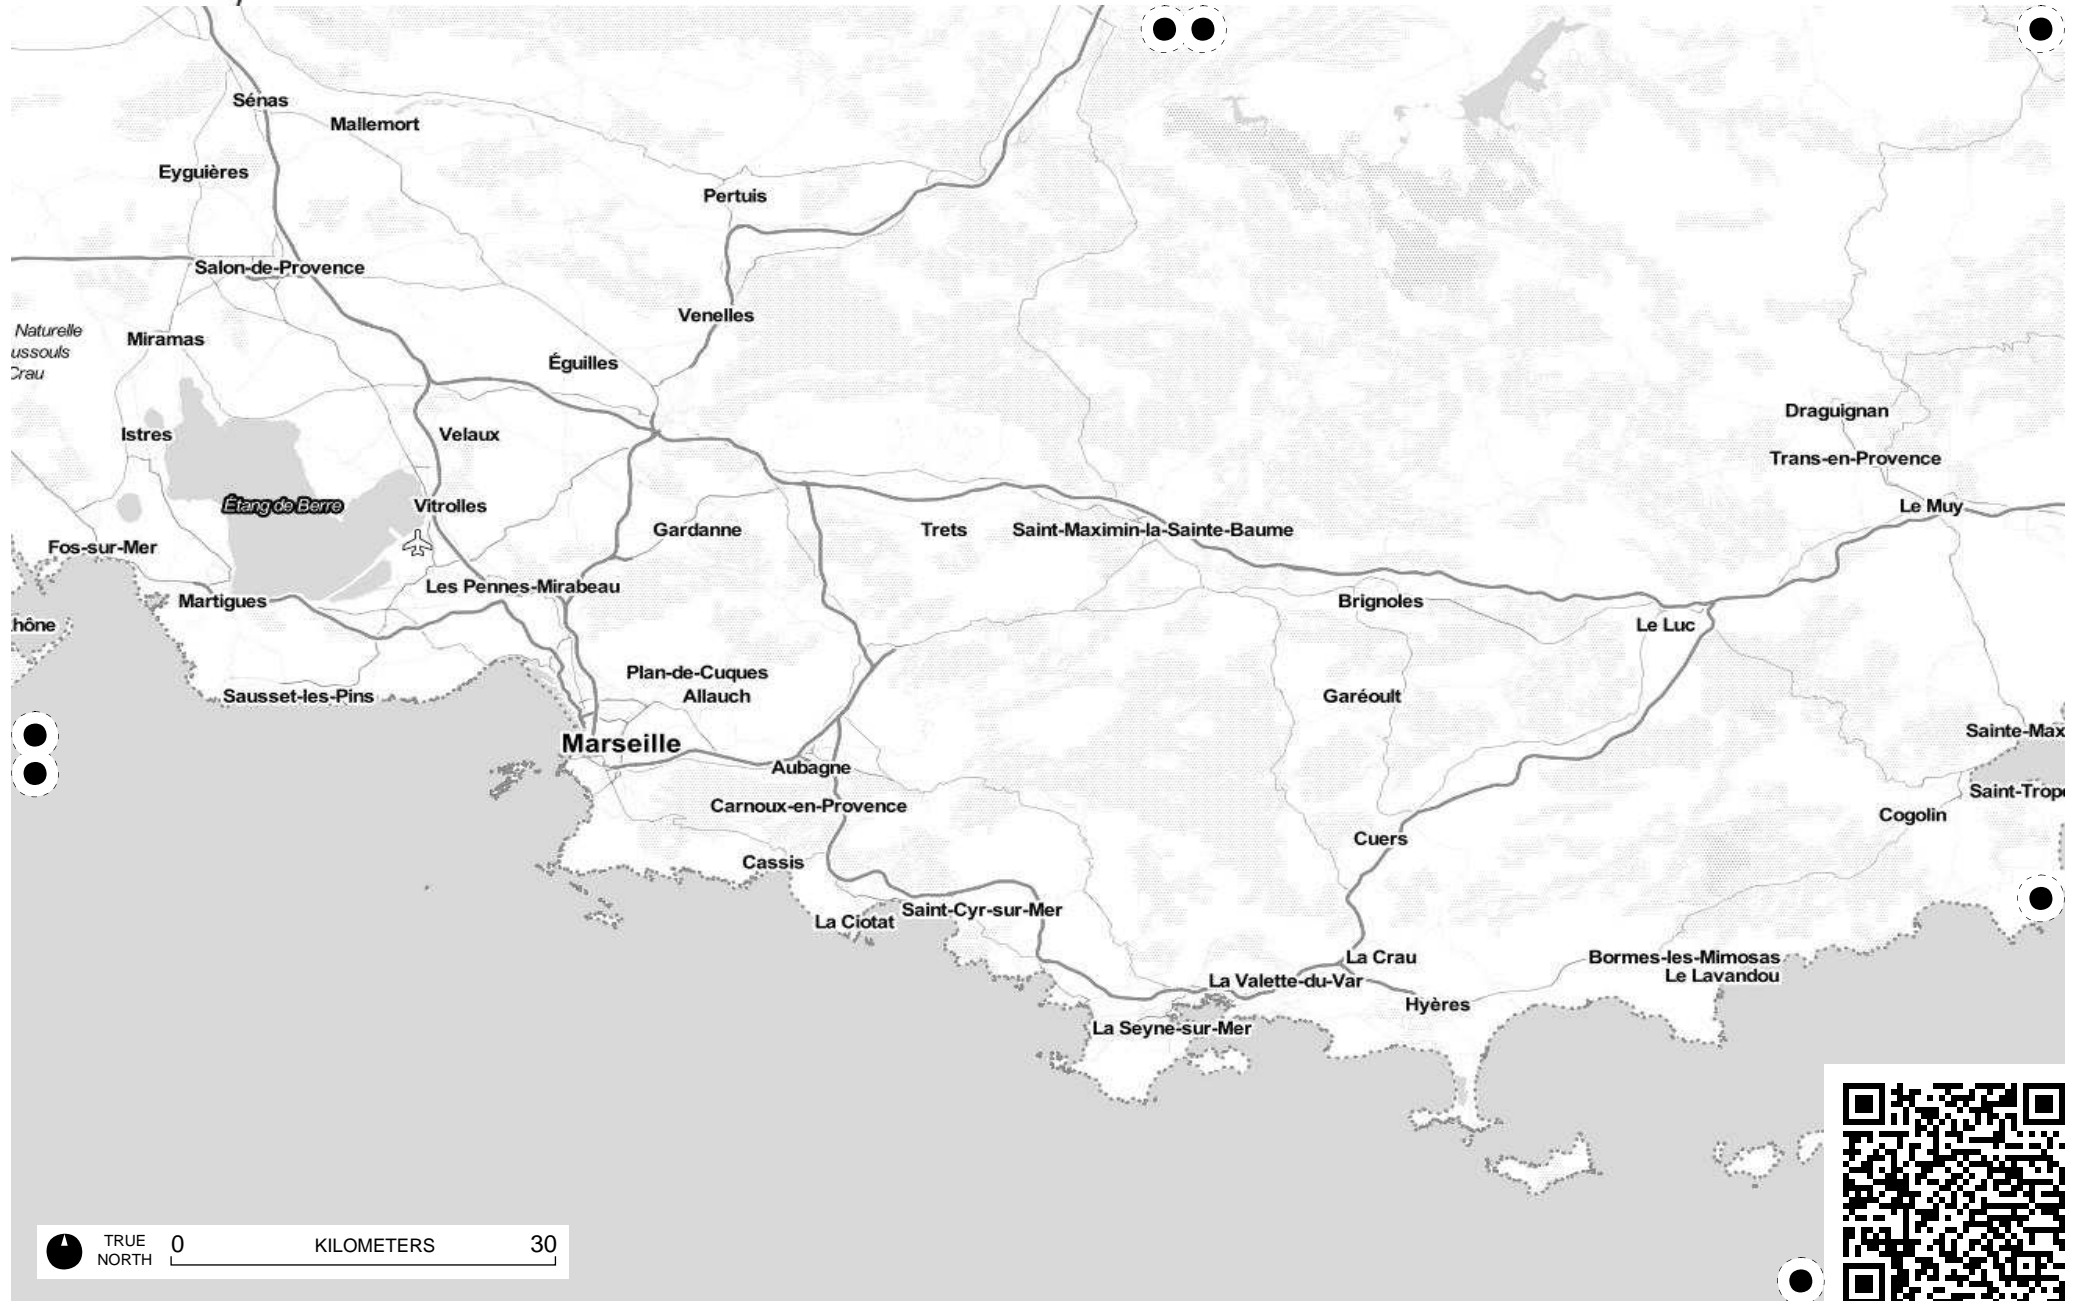 Sénas
Mallemort
Eyguières
Pertuis
Salon-de-Provence
Venelles
Naturelle
ussouls
Crau
Miramas
Éguilles
Draguignan
Istres
Velaux
Trans-en-Provence
Étang de Berre
Vitrolles
Le Muy
Gardanne
Trets
Saint-Maximin-la-Sainte-Baume
Fos-sur-Mer
Les Pennes-Mirabeau
Martigues
Brignoles
hône
Le Luc
Plan-de-Cuques
Allauch
Sausset-les-Pins
Garéoult
Sainte-Max
Marseille
Aubagne
Saint-Trop
Carnoux-en-Provence
Cogolin
Cuers
Cassis
La Ciotat
Saint-Cyr-sur-Mer
La Crau
Bormes-les-Mimosas
Le Lavandou
La Valette-du-Var
Hyères
La Seyne-sur-Mer
TRUE
NORTH
0 KILOMETERS 30